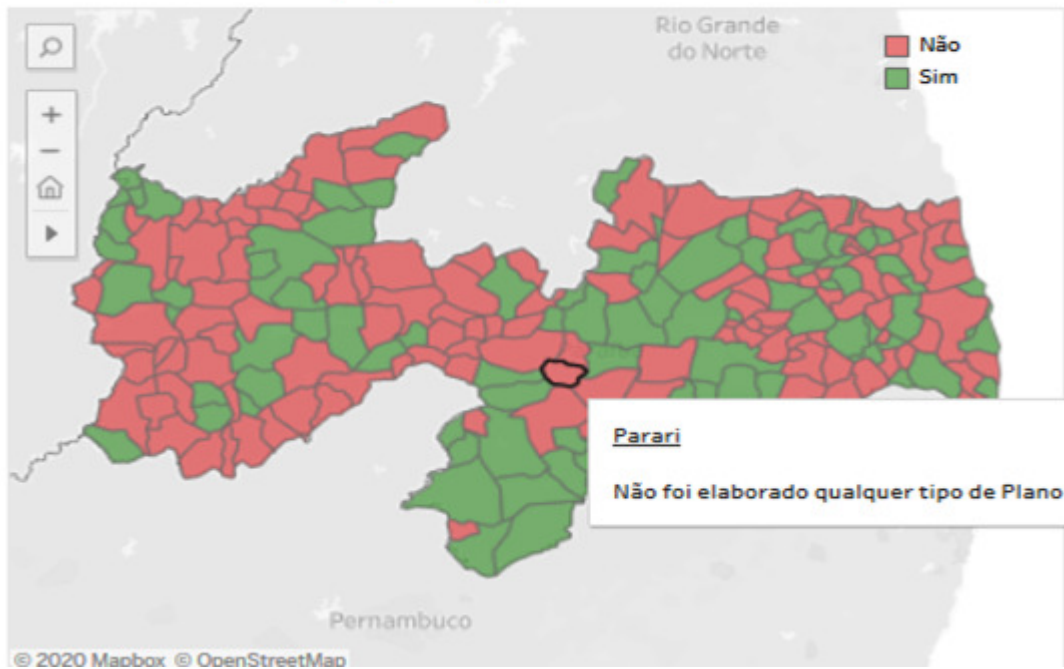 Rio Grande
do Norte
Não
Sim
Parari
Não foi elaborado qualquer tipo de Plano
Pernambuco
© 2020 Mapbox © OpenStreetMap